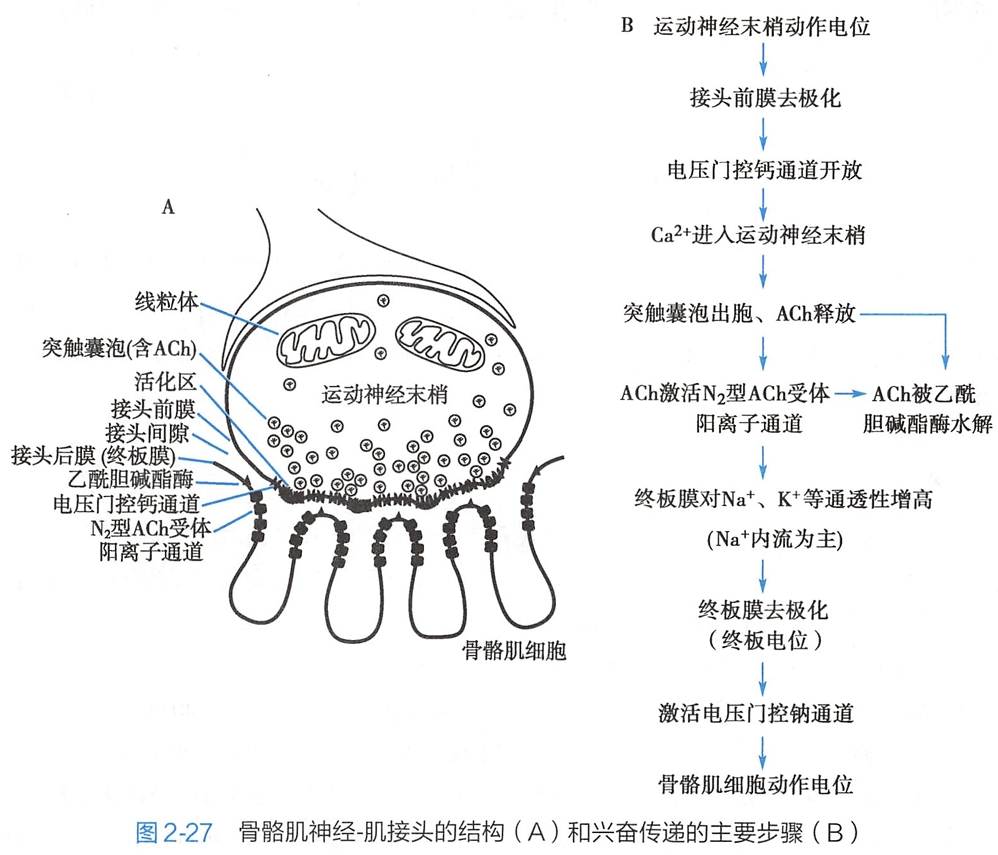 A
线粒体
突触囊泡(含ACh)
活化区
接头前膜
接头间隙
接头后膜(终板膜)
乙酰胆碱酯酶
电压门控钙通道
N₂型ACh受体
阳离子通道
运动神经末梢
骨骼肌细胞
B 运动神经末梢动作电位
接头前膜去极化
电压门控钙通道开放
Ca²⁺进入运动神经末梢
突触囊泡出胞、ACh释放
ACh激活N₂型ACh受体
阳离子通道
ACh被乙酰
胆碱酯酶水解
终板膜对Na⁺、K⁺等通透性增高
(Na⁺内流为主)
终板膜去极化
(终板电位)
激活电压门控钠通道
骨骼肌细胞动作电位
图2-27 骨骼肌神经-肌接头的结构(A)和兴奋传递的主要步骤(B)